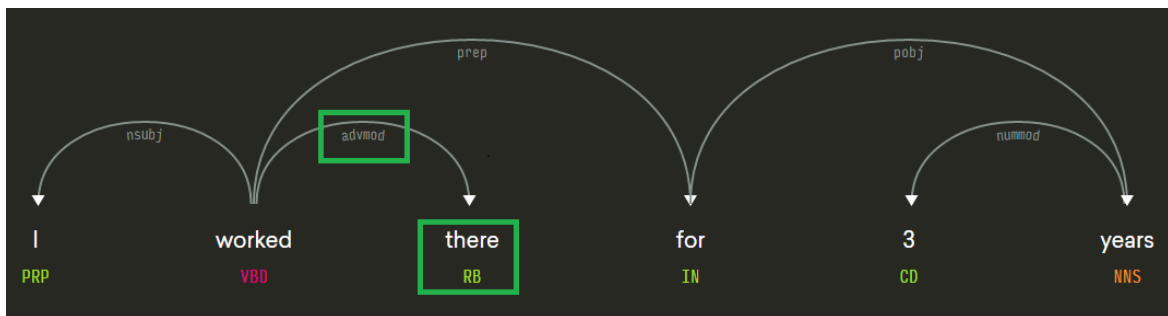 prep pobj
nsubj advmod nummod
I worked there for 3 years
PRP VBD RB IN CD NNS